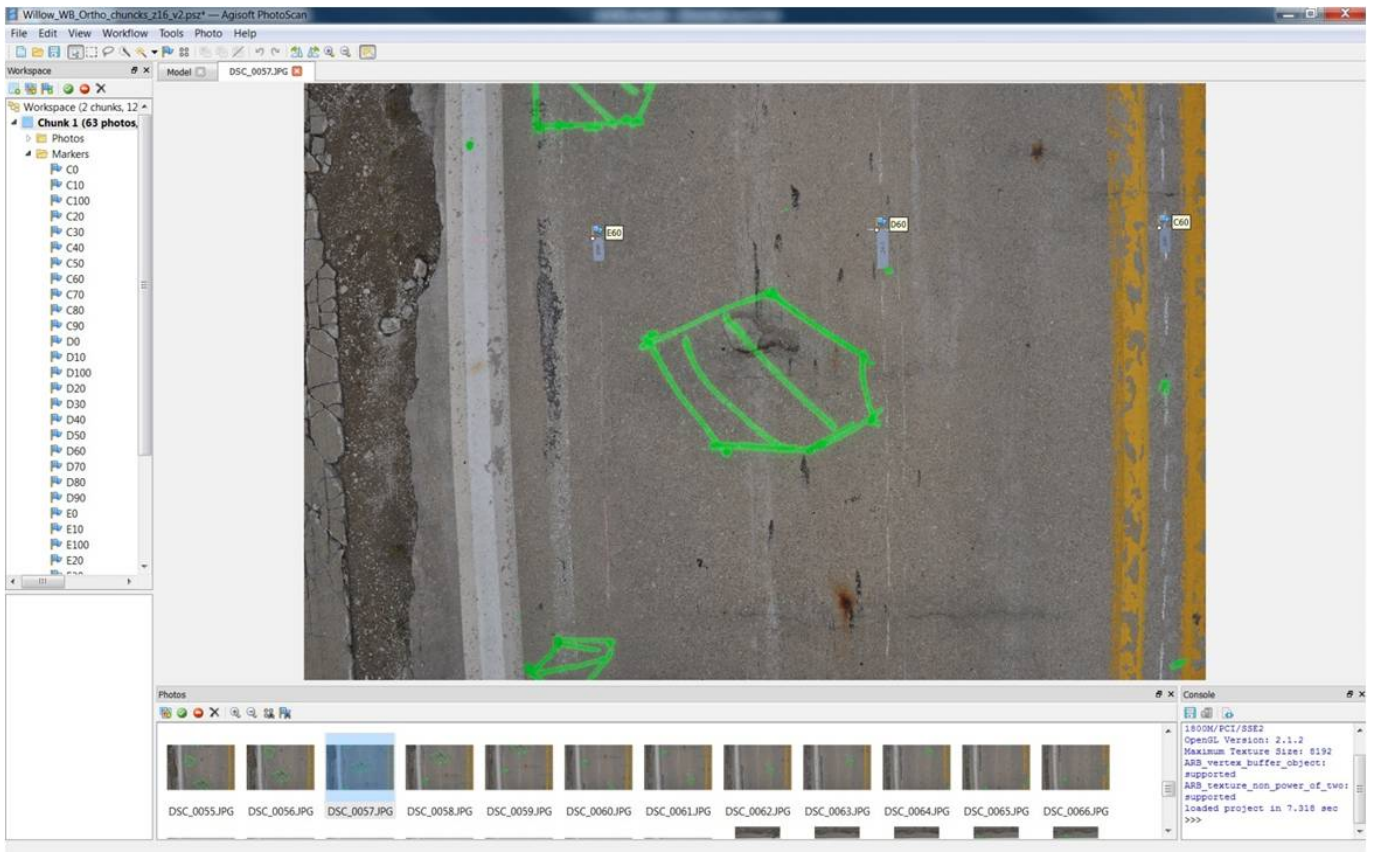 Willow_WB_Ortho_chuncks_z16_v2.psz* — Agisoft PhotoScan
File Edit View Workflow Tools Photo Help
Workspace
Model
DSC_0057.JPG
Workspace (2 chunks, 12
Chunk 1 (63 photos,
Photos
Markers
C0
C10
C100
C20
C30
C40
C50
C60
C70
C80
C90
D0
D10
D100
D20
D30
D40
D50
D60
D70
D80
D90
E0
E10
E100
E20
E60
D60
C60
Photos
DSC_0055.JPG DSC_0056.JPG DSC_0057.JPG DSC_0058.JPG DSC_0059.JPG DSC_0060.JPG DSC_0061.JPG DSC_0062.JPG DSC_0063.JPG DSC_0064.JPG DSC_0065.JPG DSC_0066.JPG
Console
1800M/PCI/SSE2
OpenGL Version: 2.1.2
Maximum Texture Size: 8192
ARB_vertex_buffer_object:
supported
ARB_texture_non_power_of_two:
supported
loaded project in 7.318 sec
>>>